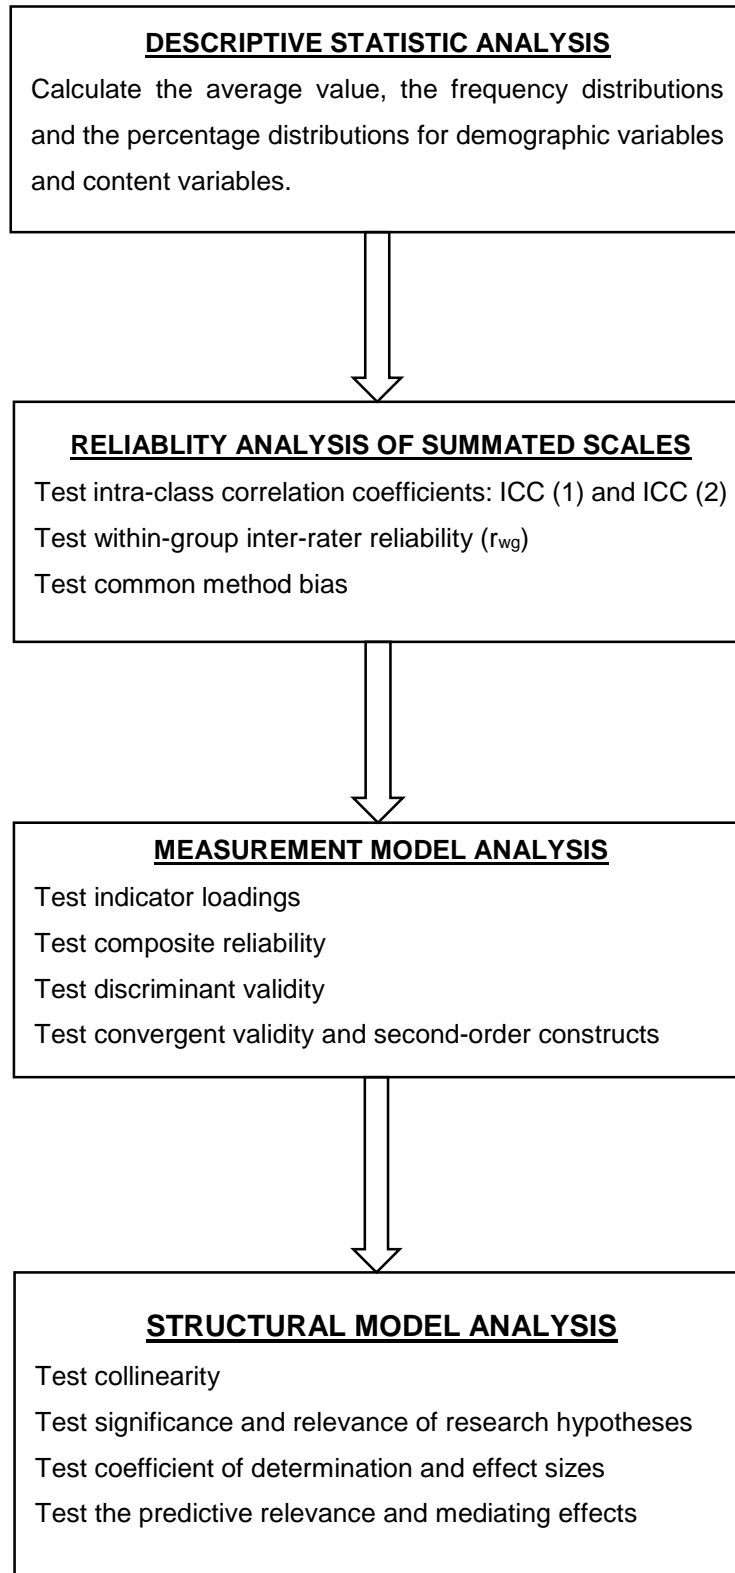 DESCRIPTIVE STATISTIC ANALYSIS
Calculate the average value, the frequency distributions
and the percentage distributions for demographic variables
and content variables.
RELIABLITY ANALYSIS OF SUMMATED SCALES
Test intra-class correlation coefficients: ICC (1) and ICC (2)
Test within-group inter-rater reliability (rwg)
Test common method bias
MEASUREMENT MODEL ANALYSIS
Test indicator loadings
Test composite reliability
Test discriminant validity
Test convergent validity and second-order constructs
STRUCTURAL MODEL ANALYSIS
Test collinearity
Test significance and relevance of research hypotheses
Test coefficient of determination and effect sizes
Test the predictive relevance and mediating effects